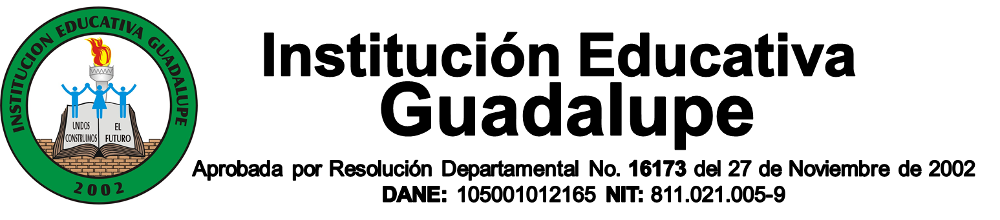 INSTITUCION EDUCATIVA GUADALUPE
UNIDOS
CONSTRUIMOS
EL
FUTURO
2002
Institución Educativa
Guadalupe
Aprobada por Resolución Departamental No. 16173 del 27 de Noviembre de 2002
DANE: 105001012165 NIT: 811.021.005-9